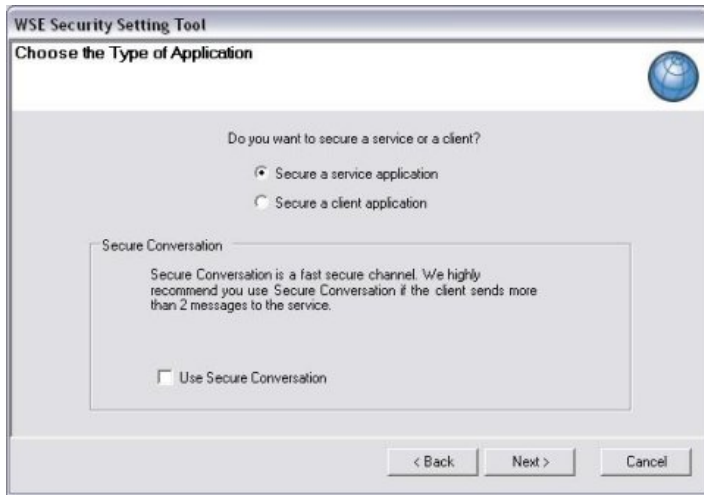 WSE Security Setting Tool
Choose the Type of Application
Do you want to secure a service or a client?
Secure a service application
Secure a client application
Secure Conversation
Secure Conversation is a fast secure channel. We highly
recommend you use Secure Conversation if the client sends more
than 2 messages to the service.
Use Secure Conversation
< Back Next > Cancel